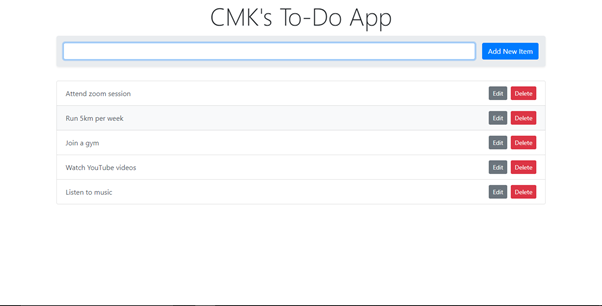 CMK's To-Do App
Add New Item
Attend zoom session Edit Delete
Run 5km per week Edit Delete
Join a gym Edit Delete
Watch YouTube videos Edit Delete
Listen to music Edit Delete